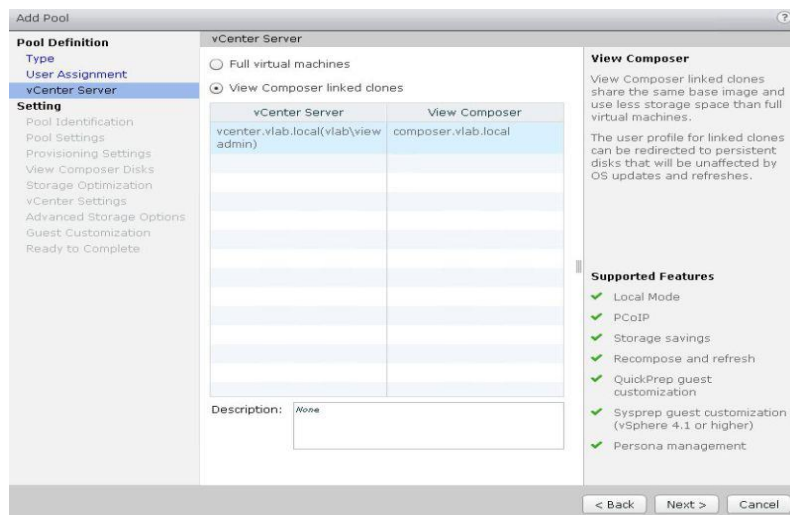 Add Pool
?
Pool Definition
Type
User Assignment
vCenter Server
Setting
Pool Identification
Pool Settings
Provisioning Settings
View Composer Disks
Storage Optimization
vCenter Settings
Advanced Storage Options
Guest Customization
Ready to Complete
vCenter Server
Full virtual machines
View Composer linked clones
vCenter Server View Composer
vcenter.vlab.local(vlab\view composer.vlab.local
admin)
Description: None
View Composer
View Composer linked clones
share the same base image and
use less storage space than full
virtual machines.
The user profile for linked clones
can be redirected to persistent
disks that will be unaffected by
OS updates and refreshes.
Supported Features
Local Mode
PCoIP
Storage savings
Recompose and refresh
QuickPrep guest
customization
Sysprep guest customization
(vSphere 4.1 or higher)
Persona management
< Back Next > Cancel